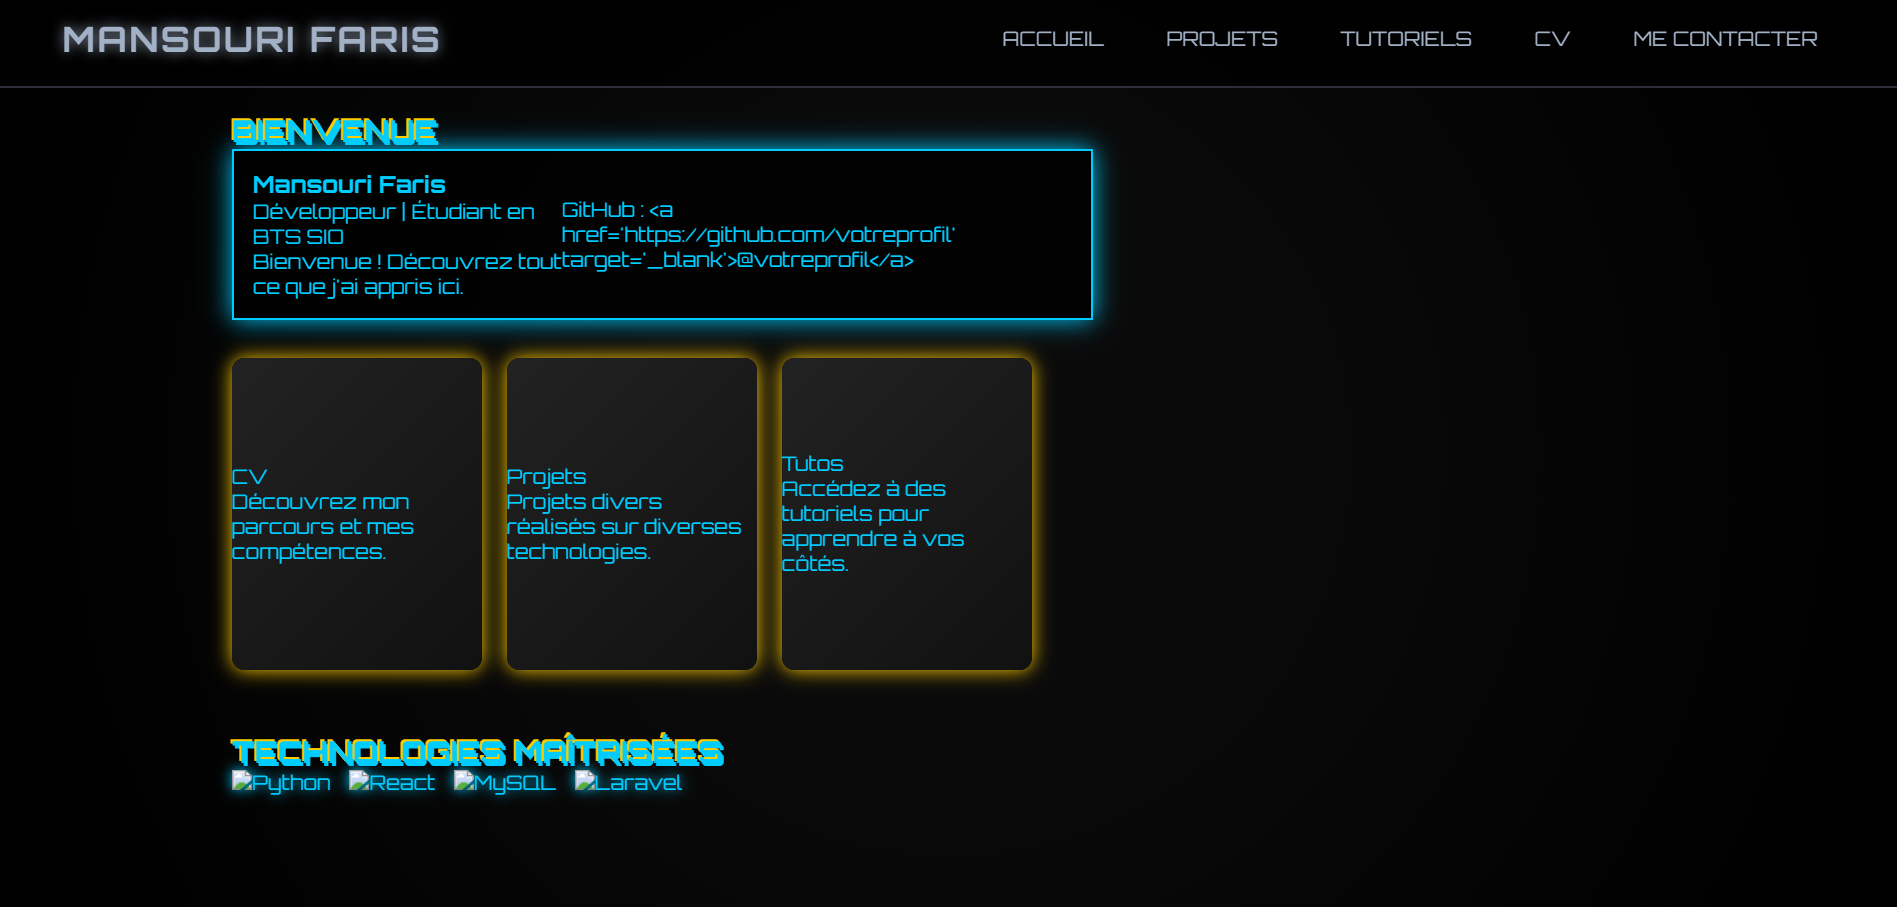 MANSOURI FARIS
ACCUEIL
PROJETS
TUTORIELS
CV
ME CONTACTER
BIENVENUE
Mansouri Faris
Développeur | Étudiant en
BTS SIO
Bienvenue ! Découvrez tout
ce que j'ai appris ici.
GitHub : <a
href='https://github.com/votreprofil'
target='_blank'>@votreprofil</a>
CV
Découvrez mon
parcours et mes
compétences.
Projets
Projets divers
réalisés sur diverses
technologies.
Tutos
Accédez à des
tutoriels pour
apprendre à vos
côtés.
TECHNOLOGIES MAÎTRISÉES
Python
React
MySQL
Laravel